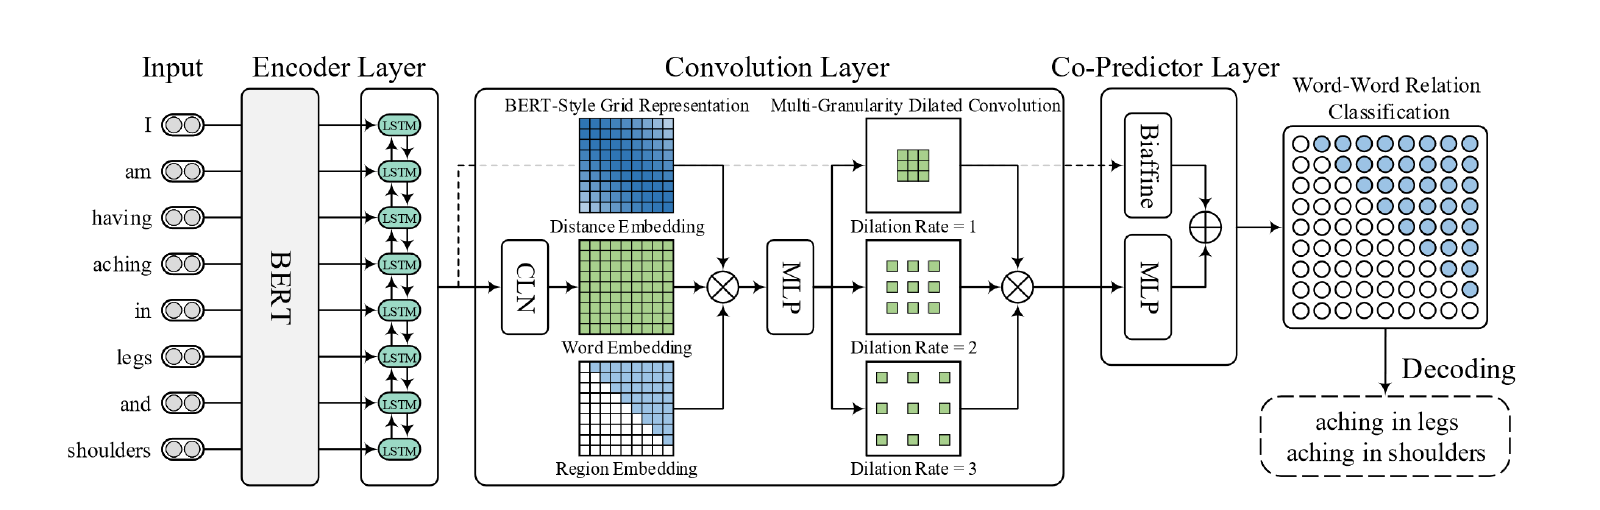 Input
Encoder Layer
Convolution Layer
Co-Predictor Layer
Word-Word Relation
Classification
BERT-Style Grid Representation
Multi-Granularity Dilated Convolution
I
am
having
aching
in
legs
and
shoulders
BERT
LSTM
LSTM
LSTM
LSTM
LSTM
LSTM
LSTM
LSTM
CLN
Distance Embedding
Word Embedding
Region Embedding
MLP
Dilation Rate = 1
Dilation Rate = 2
Dilation Rate = 3
Biaffine
MLP
Decoding
aching in legs
aching in shoulders